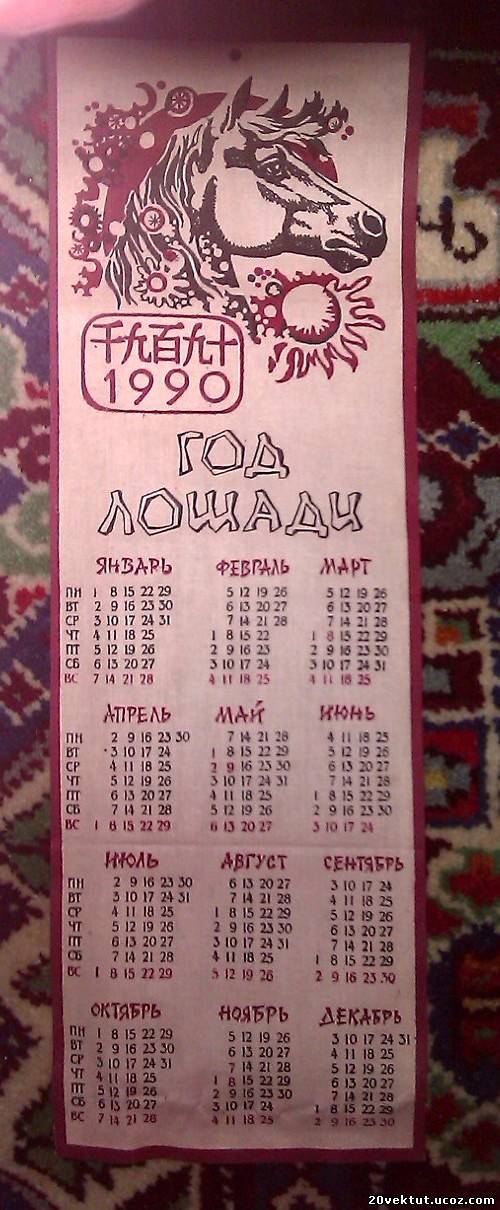 千九百九十
1990
ГОД
ЛОШАДИ
ЯНВАРЬ ФЕВРАЛЬ МАРТ
ПН 1 8 15 22 29 5 12 19 26 5 12 19 26
ВТ 2 9 16 23 30 6 13 20 27 6 13 20 27
СР 3 10 17 24 31 7 14 21 28 7 14 21 28
ЧТ 4 11 18 25 1 8 15 22 1 8 15 22 29
ПТ 5 12 19 26 2 9 16 23 2 9 16 23 30
СБ 6 13 20 27 3 10 17 24 3 10 17 24 31
ВС 7 14 21 28 4 11 18 25 4 11 18 25
АПРЕЛЬ МАЙ ИЮНЬ
ПН 2 9 16 23 30 7 14 21 28 4 11 18 25
ВТ 3 10 17 24 1 8 15 22 29 5 12 19 26
СР 4 11 18 25 2 9 16 23 30 6 13 20 27
ЧТ 5 12 19 26 3 10 17 24 31 7 14 21 28
ПТ 6 13 20 27 4 11 18 25 1 8 15 22 29
СБ 7 14 21 28 5 12 19 26 2 9 16 23 30
ВС 1 8 15 22 29 6 13 20 27 3 10 17 24
ИЮЛЬ АВГУСТ СЕНТЯБРЬ
ПН 2 9 16 23 30 6 13 20 27 3 10 17 24
ВТ 3 10 17 24 31 7 14 21 28 4 11 18 25
СР 4 11 18 25 1 8 15 22 29 5 12 19 26
ЧТ 5 12 19 26 2 9 16 23 30 6 13 20 27
ПТ 6 13 20 27 3 10 17 24 31 7 14 21 28
СБ 7 14 21 28 4 11 18 25 1 8 15 22 29
ВС 1 8 15 22 29 5 12 19 26 2 9 16 23 30
ОКТЯБРЬ НОЯБРЬ ДЕКАБРЬ
ПН 1 8 15 22 29 5 12 19 26 3 10 17 24 31
ВТ 2 9 16 23 30 6 13 20 27 4 11 18 25
СР 3 10 17 24 31 7 14 21 28 5 12 19 26
ЧТ 4 11 18 25 1 8 15 22 29 6 13 20 27
ПТ 5 12 19 26 2 9 16 23 30 7 14 21 28
СБ 6 13 20 27 3 10 17 24 1 8 15 22 29
ВС 7 14 21 28 4 11 18 25 2 9 16 23 30
20vektut.ucoz.com